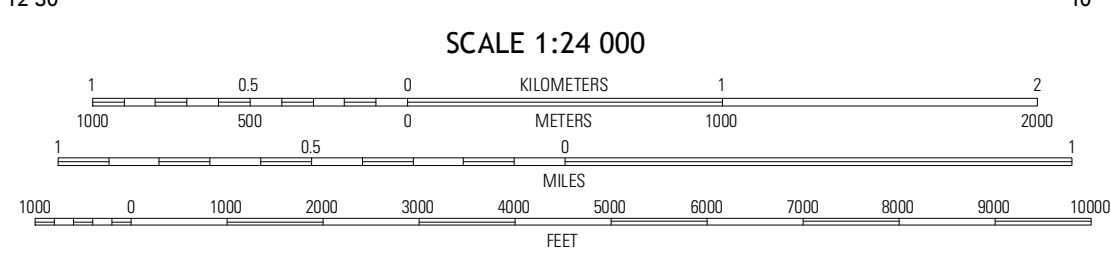 12'30"
10'
SCALE 1:24 000
1 0.5 0 KILOMETERS 1 2
1000 500 0 METERS 1000 2000
1 0.5 0 1
MILES
1000 0 1000 2000 3000 4000 5000 6000 7000 8000 9000 10000
FEET